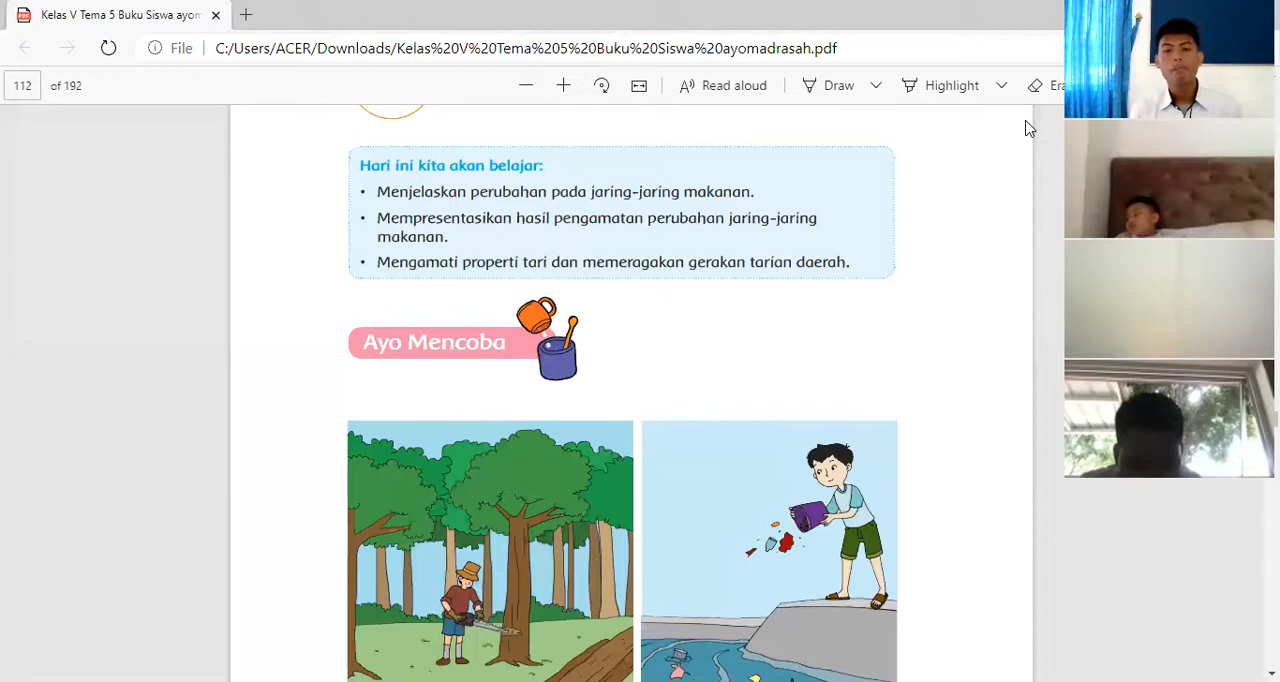 Kelas V Tema 5 Buku Siswa ayom
File
C:/Users/ACER/Downloads/Kelas%20V%20Tema%205%20Buku%20Siswa%20ayomadrasah.pdf
112 of 192
Read aloud
Draw
Highlight
Era
Hari ini kita akan belajar:
• Menjelaskan perubahan pada jaring-jaring makanan.
• Mempresentasikan hasil pengamatan perubahan jaring-jaring
makanan.
• Mengamati properti tari dan memeragakan gerakan tarian daerah.
Ayo Mencoba